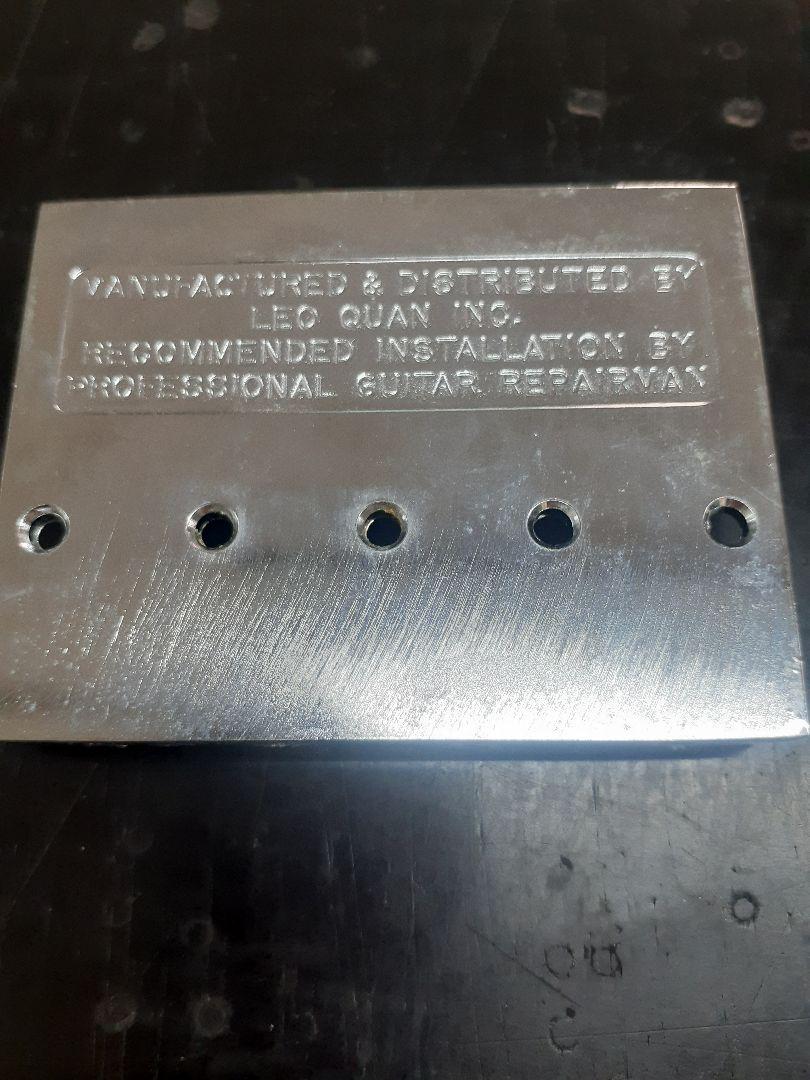 MANUFACTURED & DISTRIBUTED BY
LEO QUAN INC.
RECOMMENDED INSTALLATION BY
PROFESSIONAL GUITAR REPAIRMAN